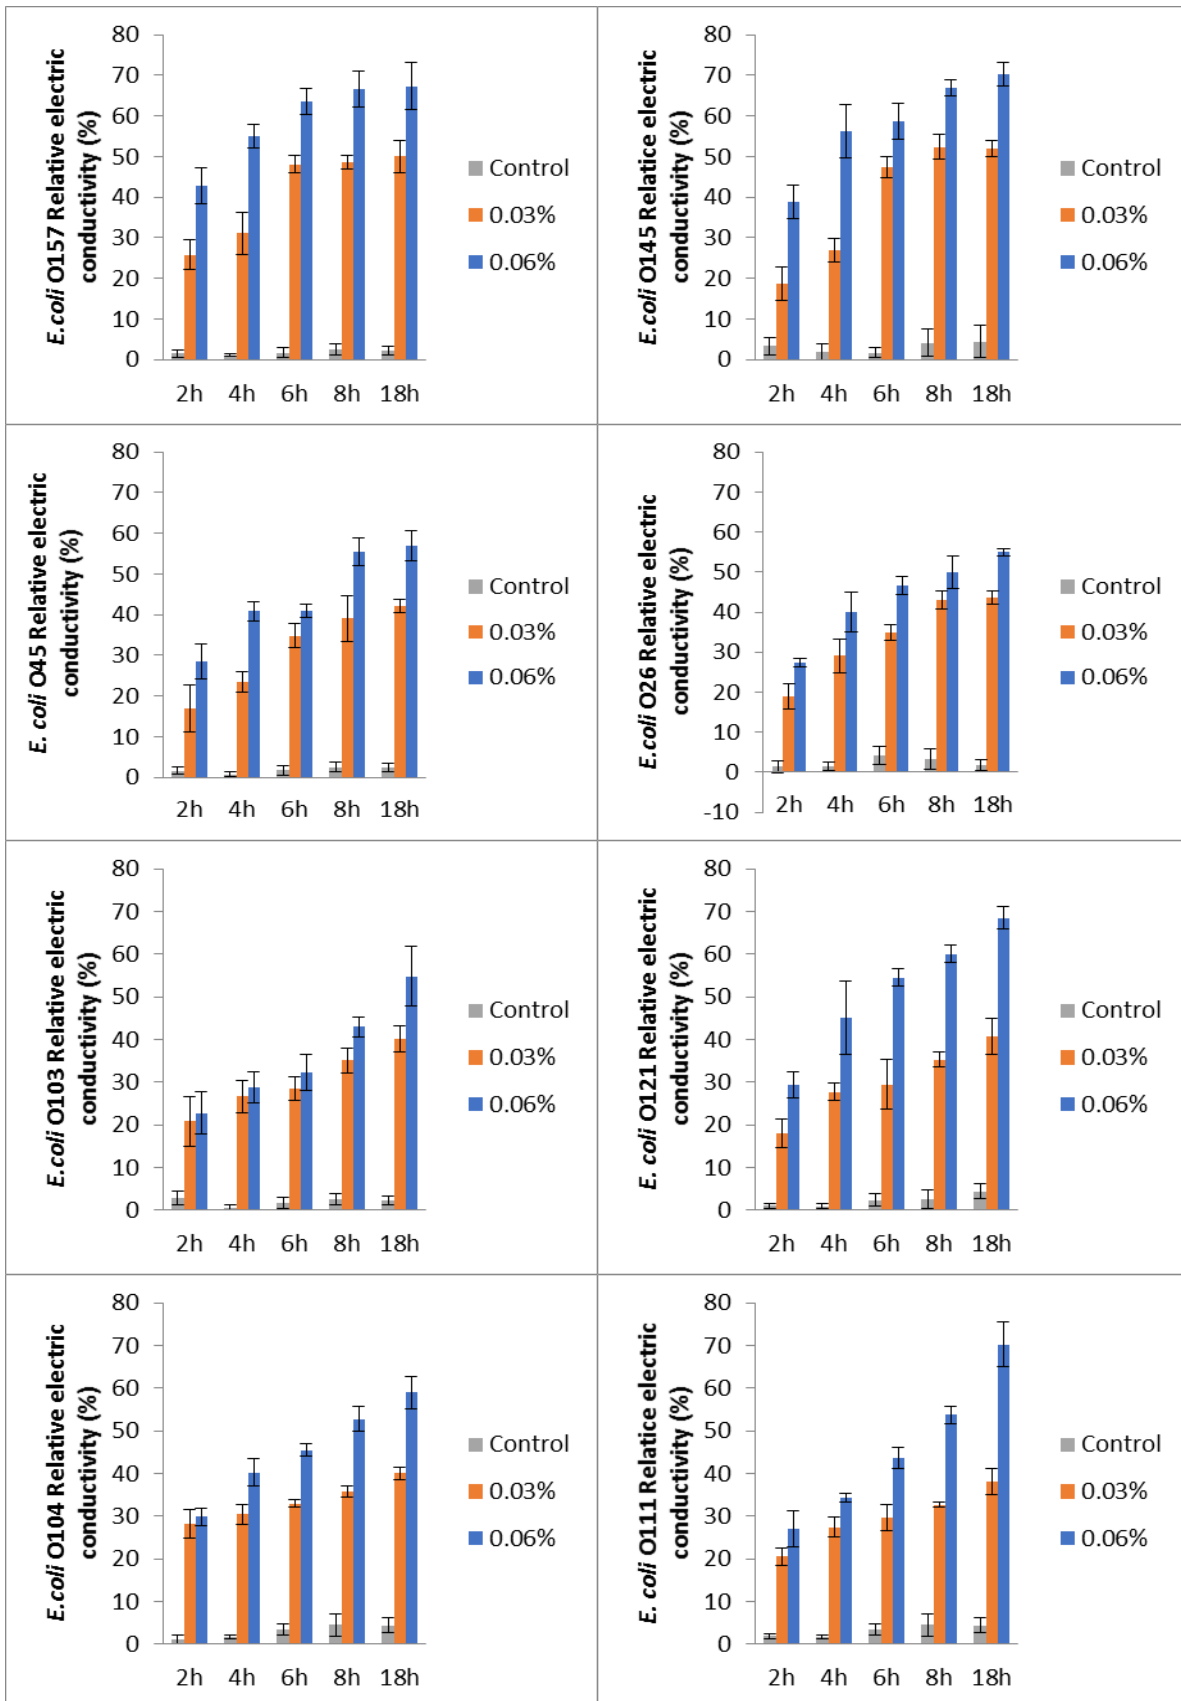 E.coli O157 Relative electric
conductivity (%)
80
70
60
50
40
30
20
10
0
2h 4h 6h 8h 18h
Control
0.03%
0.06%
E.coli O145 Relatice electric
conductivity (%)
80
70
60
50
40
30
20
10
0
2h 4h 6h 8h 18h
Control
0.03%
0.06%
E. coli O45 Relative electric
conductivity (%)
80
70
60
50
40
30
20
10
0
2h 4h 6h 8h 18h
Control
0.03%
0.06%
E.coli O26 Relative electric
conductivity (%)
80
70
60
50
40
30
20
10
0
-10
2h 4h 6h 8h 18h
Control
0.03%
0.06%
E.coli O103 Relative electric
conductivity (%)
80
70
60
50
40
30
20
10
0
2h 4h 6h 8h 18h
Control
0.03%
0.06%
E. coli O121 Relative electric
conductivity (%)
80
70
60
50
40
30
20
10
0
2h 4h 6h 8h 18h
Control
0.03%
0.06%
E.coli O104 Relative electric
conductivity (%)
80
70
60
50
40
30
20
10
0
2h 4h 6h 8h 18h
Control
0.03%
0.06%
E. coli O111 Relatice electric
conductivity (%)
80
70
60
50
40
30
20
10
0
2h 4h 6h 8h 18h
Control
0.03%
0.06%